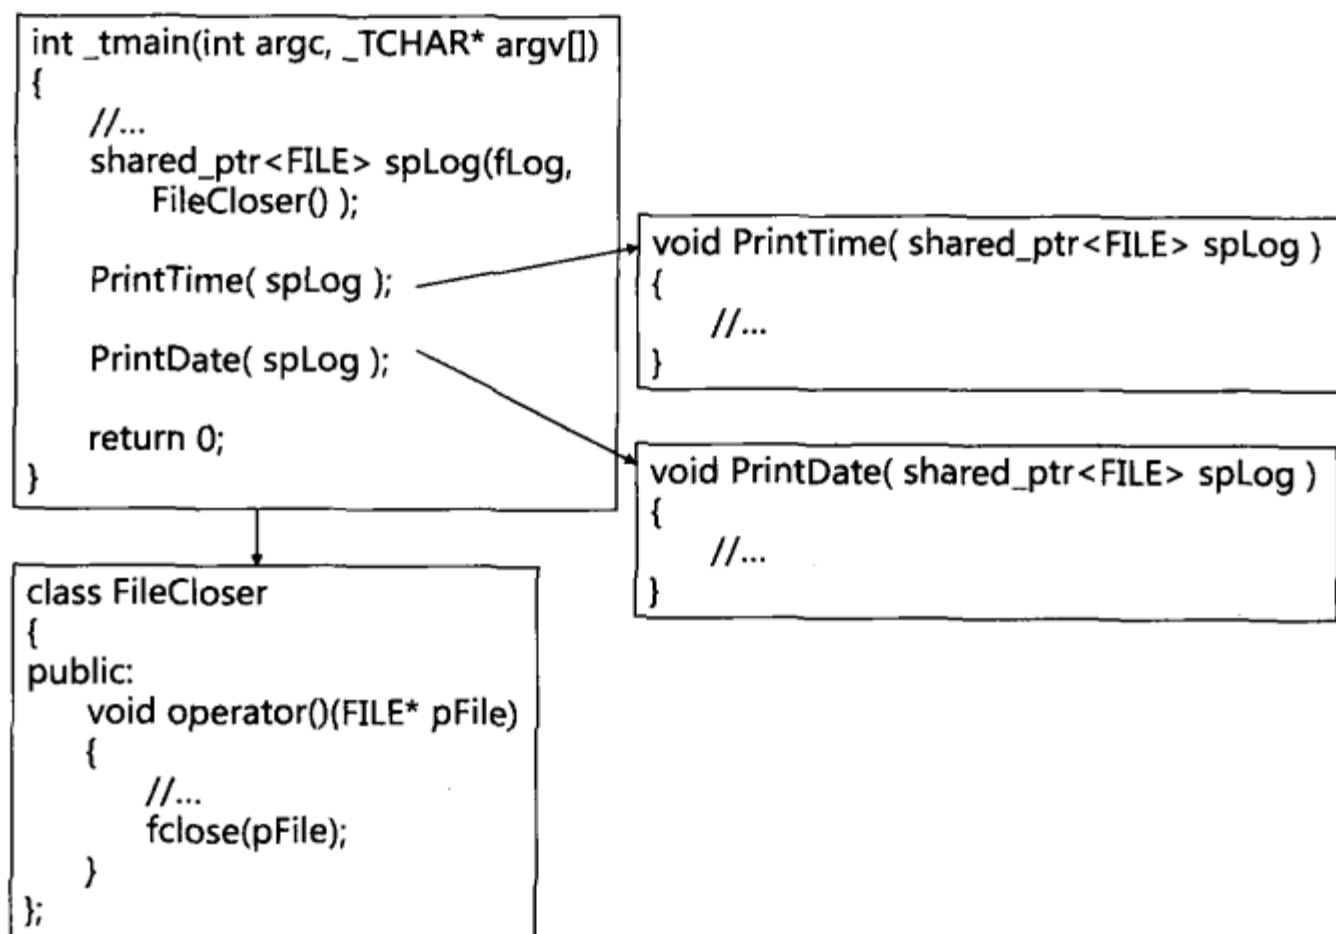 int _tmain(int argc, _TCHAR* argv[])
{
//...
shared_ptr<FILE> spLog(fLog,
FileCloser() );
PrintTime( spLog );
PrintDate( spLog );
return 0;
}
void PrintTime( shared_ptr<FILE> spLog )
{
//...
}
void PrintDate( shared_ptr<FILE> spLog )
{
//...
}
class FileCloser
{
public:
void operator()(FILE* pFile)
{
//...
fclose(pFile);
}
};